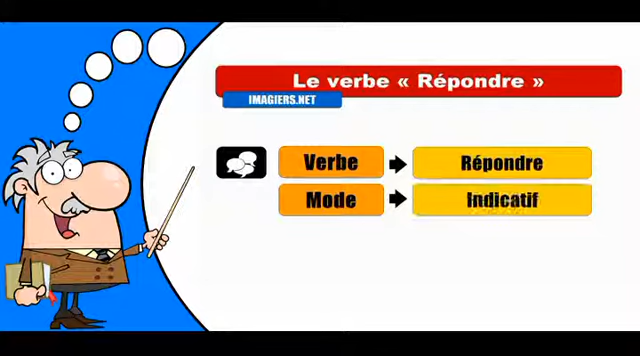 Le verbe « Répondre »
IMAGIERS.NET
Verbe Répondre
Mode Indicatif